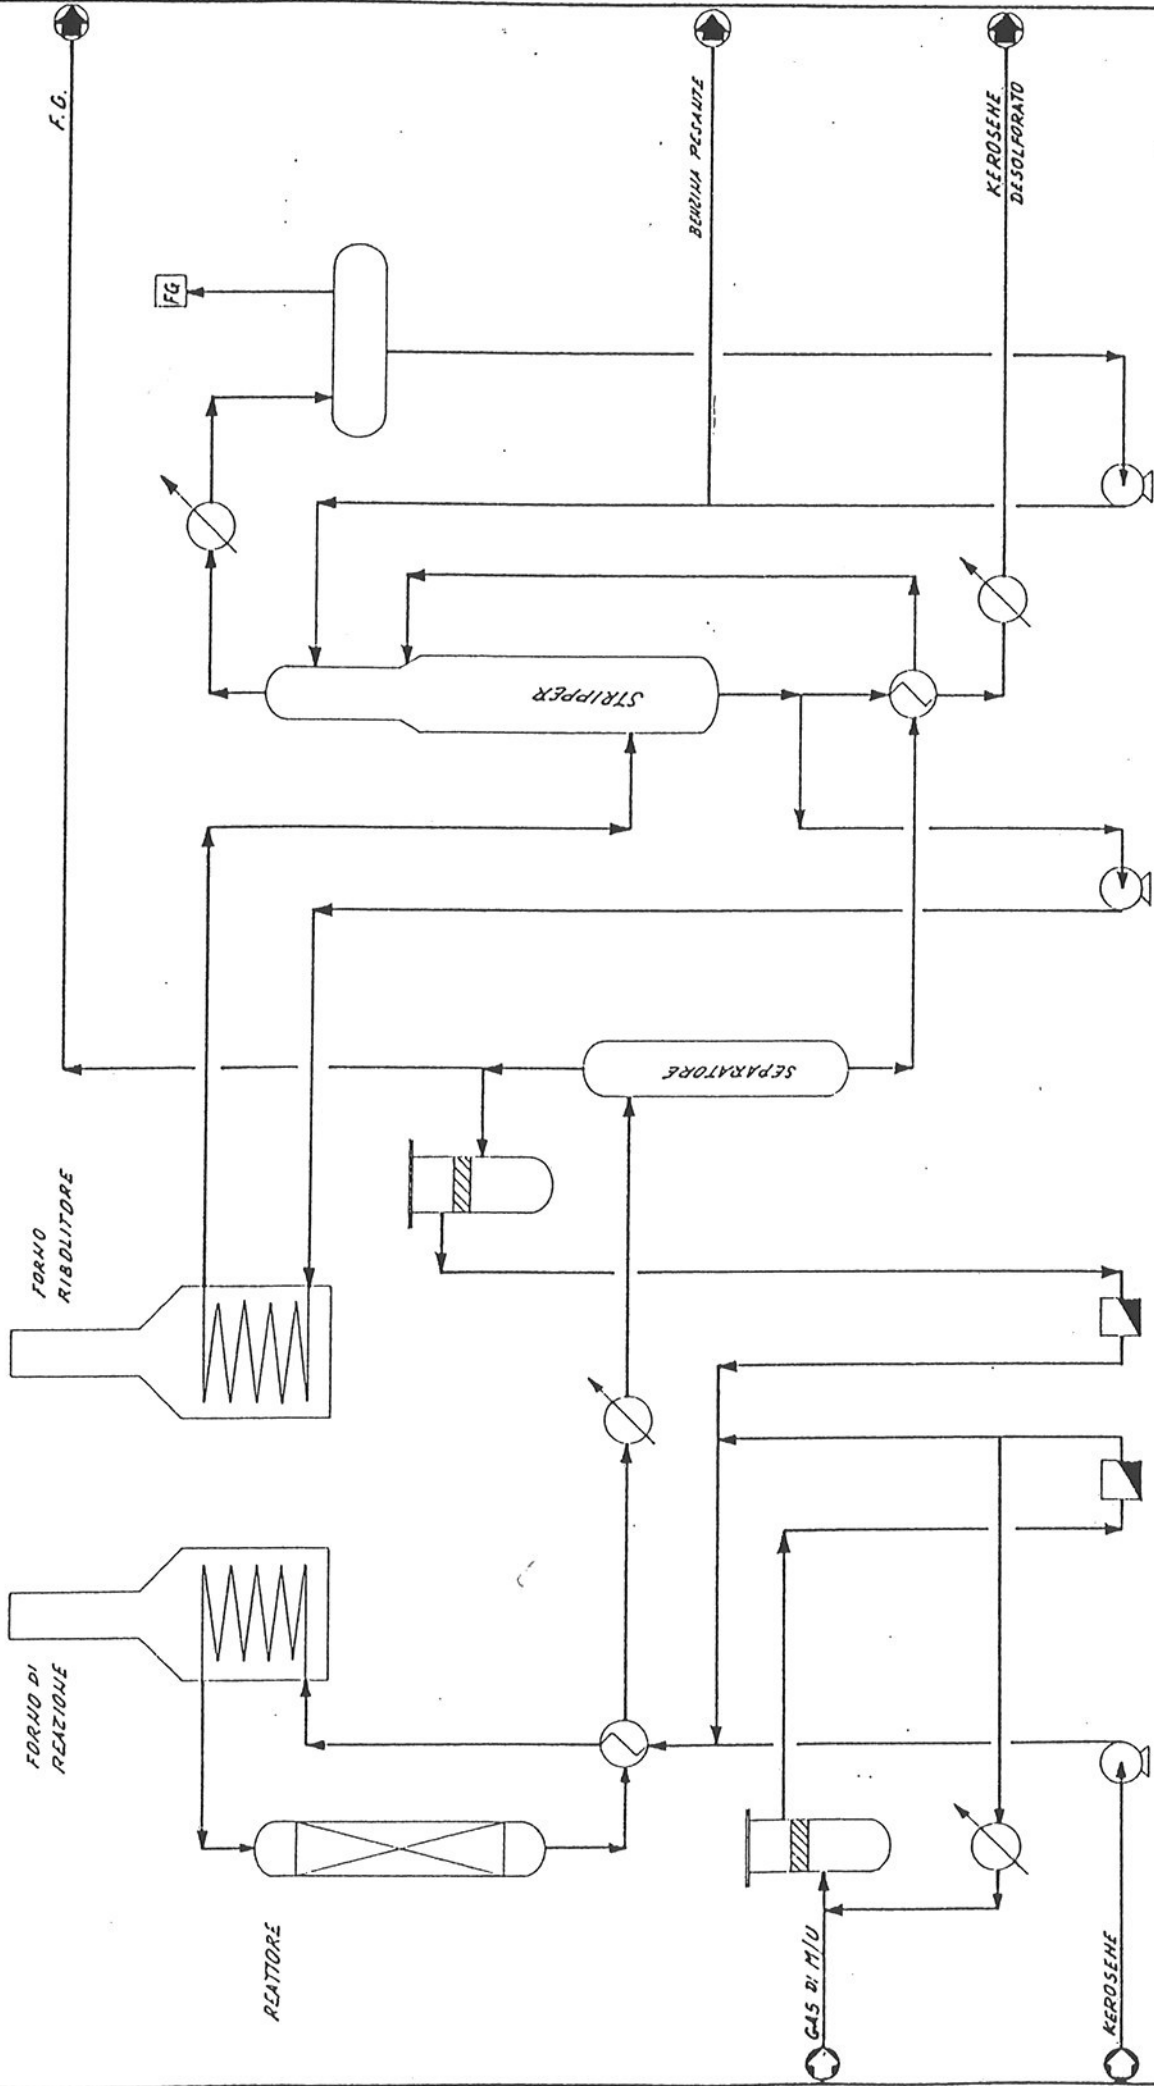 F.G.
BENZINA PESANTE
KEROSENE
DESOLFORATO
FG
STRIPPER
SEPARATORE
FORNO
RIBOLITORE
FORNO DI
REAZIONE
REATTORE
GAS DI M/U
KEROSENE